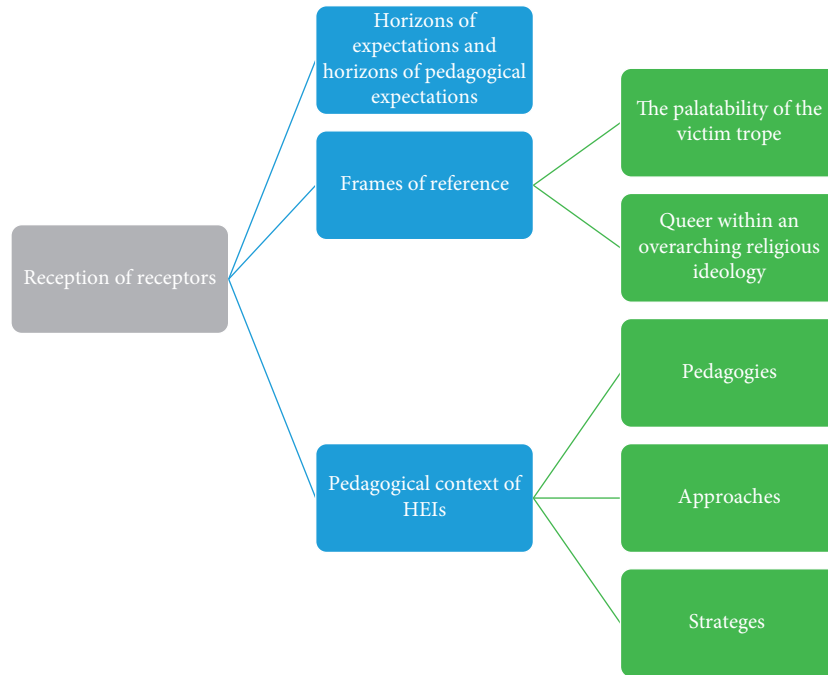 Horizons of
expectations and
horizons of pedagogical
expectations
The palatability of the
victim trope
Frames of reference
Queer within an
overarching religious
ideology
Reception of receptors
Pedagogies
Pedagogical context of
HEIs
Approaches
Strateges